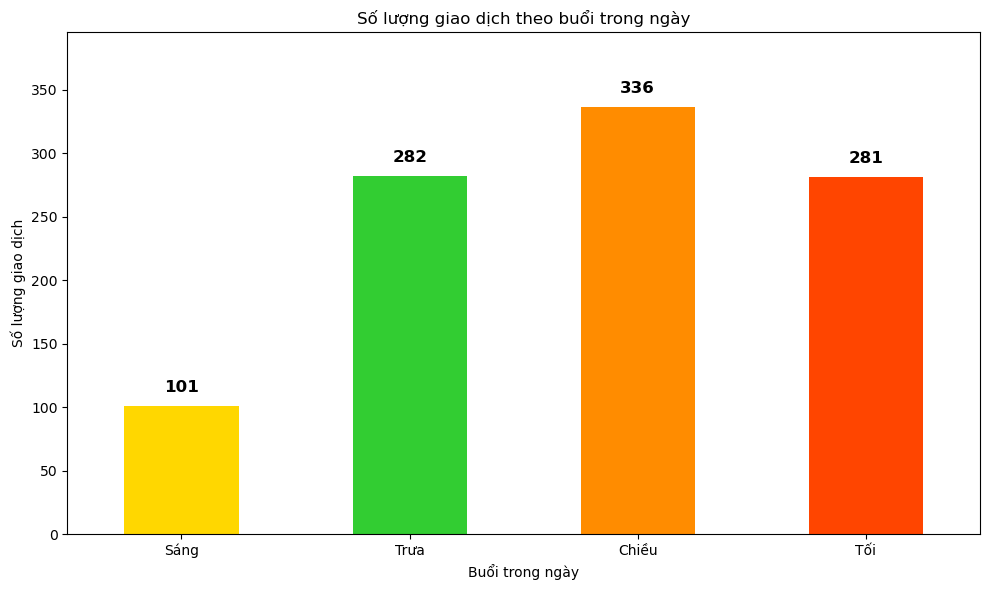 Số lượng giao dịch theo buổi trong ngày
Số lượng giao dịch
350
300
250
200
150
100
50
0
101
282
336
281
Sáng
Trưa
Chiều
Tối
Buổi trong ngày